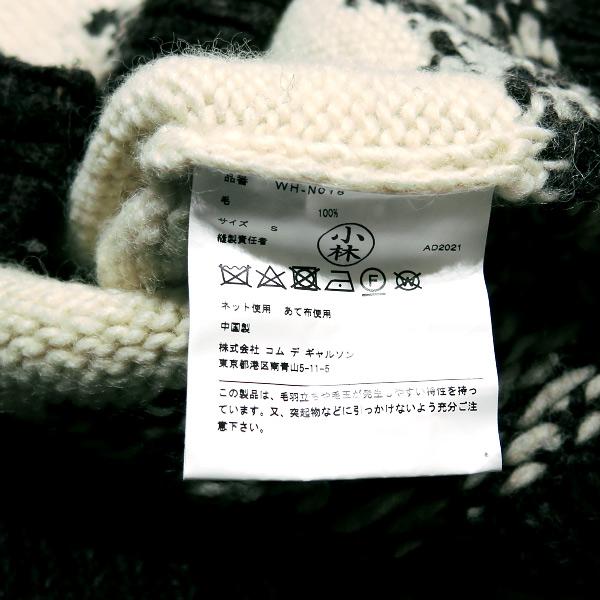 品番 WH-N018
毛 100%
サイズ S
縫製責任者 小林 AD2021
F W
ネット使用 あて布使用
中国製
株式会社 コム デ ギャルソン
東京都港区南青山5-11-5
この製品は、毛羽立ちや毛玉が発生しやすい特性を持っ
ています。又、突起物などに引っかけないよう充分ご注
意下さい。